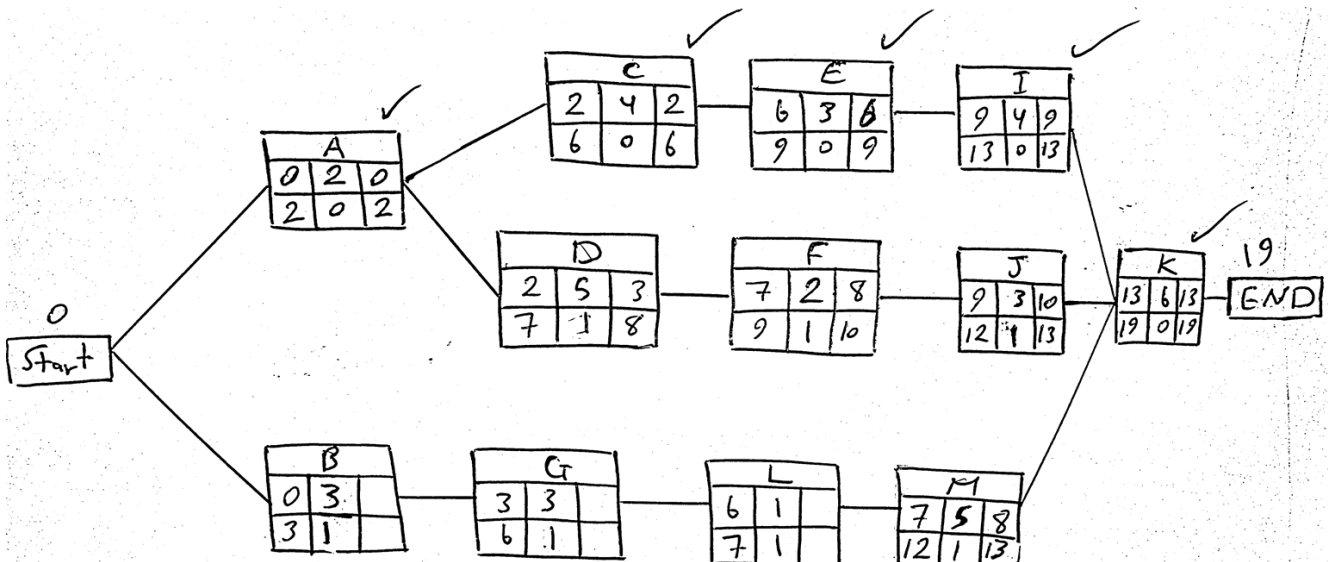 C
2 4 2
6 0 6
E
6 3 6
9 0 9
I
9 4 9
13 0 13
A
0 2 0
2 0 2
D
2 5 3
7 1 8
F
7 2 8
9 1 10
J
9 3 10
12 1 13
K
13 6 13
19 0 19
19
END
0
Start
B
0 3
3 1
G
3 3
6 1
L
6 1
7 1
M
7 5 8
12 1 13